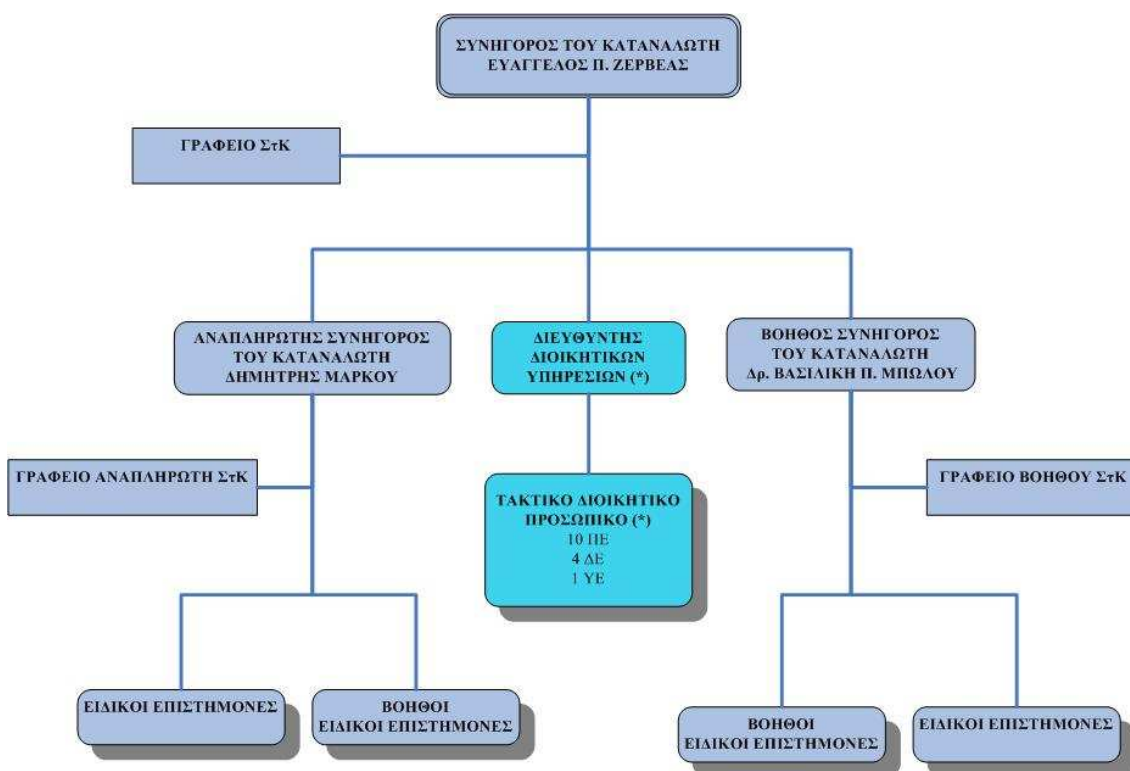 ΣΥΝΗΓΟΡΟΣ ΤΟΥ ΚΑΤΑΝΑΛΩΤΗ
ΕΥΑΓΓΕΛΟΣ Π. ΖΕΡΒΕΑΣ
ΓΡΑΦΕΙΟ ΣτΚ
ΑΝΑΠΛΗΡΩΤΗΣ ΣΥΝΗΓΟΡΟΣ
ΤΟΥ ΚΑΤΑΝΑΛΩΤΗ
ΔΗΜΗΤΡΗΣ ΜΑΡΚΟΥ
ΔΙΕΥΘΥΝΤΗΣ
ΔΙΟΙΚΗΤΙΚΩΝ
ΥΠΗΡΕΣΙΩΝ (*)
ΒΟΗΘΟΣ ΣΥΝΗΓΟΡΟΣ
ΤΟΥ ΚΑΤΑΝΑΛΩΤΗ
Δρ. ΒΑΣΙΛΙΚΗ Π. ΜΠΩΛΟΥ
ΓΡΑΦΕΙΟ ΑΝΑΠΛΗΡΩΤΗ ΣτΚ
ΤΑΚΤΙΚΟ ΔΙΟΙΚΗΤΙΚΟ
ΠΡΟΣΩΠΙΚΟ (*)
10 ΠΕ
4 ΔΕ
1 ΥΕ
ΓΡΑΦΕΙΟ ΒΟΗΘΟΥ ΣτΚ
ΕΙΔΙΚΟΙ ΕΠΙΣΤΗΜΟΝΕΣ
ΒΟΗΘΟΙ
ΕΙΔΙΚΟΙ ΕΠΙΣΤΗΜΟΝΕΣ
ΒΟΗΘΟΙ
ΕΙΔΙΚΟΙ ΕΠΙΣΤΗΜΟΝΕΣ
ΕΙΔΙΚΟΙ ΕΠΙΣΤΗΜΟΝΕΣ